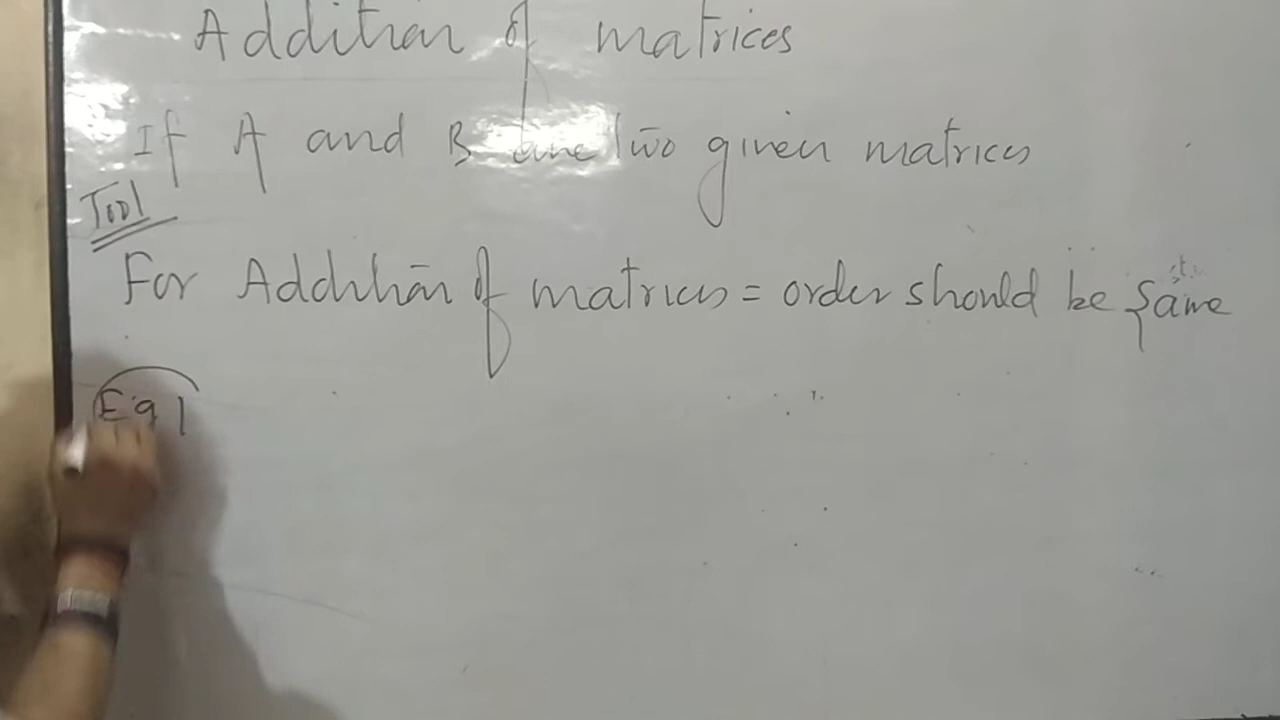 Addition of matrices
If A and B are two given matrices
Tool
For Addition of matrices = order should be same
Eg 1